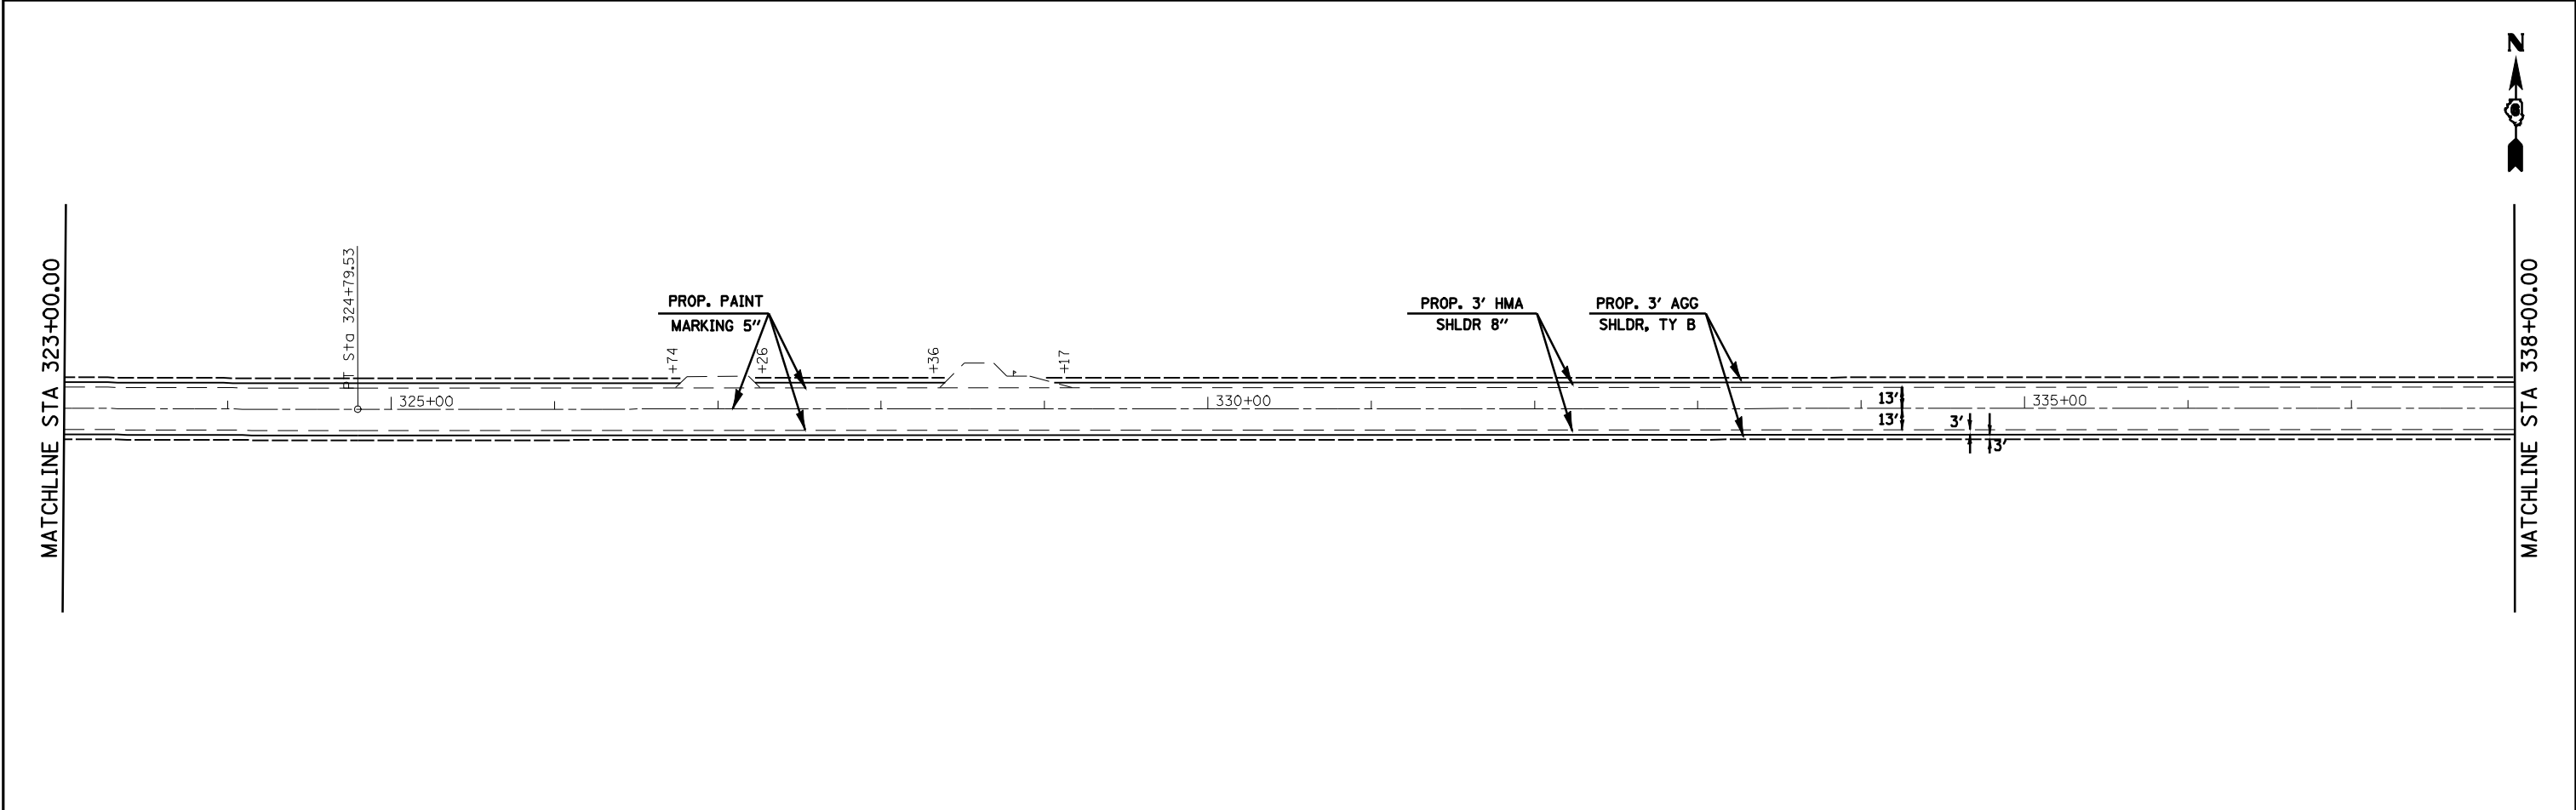 N
MATCHLINE STA 323+00.00
PT Sta 324+79.53
PROP. PAINT
MARKING 5"
+74
+26
+36
+17
PROP. 3' HMA
SHLDR 8"
PROP. 3' AGG
SHLDR, TY B
325+00
330+00
335+00
13'
13'
3'
3'
P
MATCHLINE STA 338+00.00